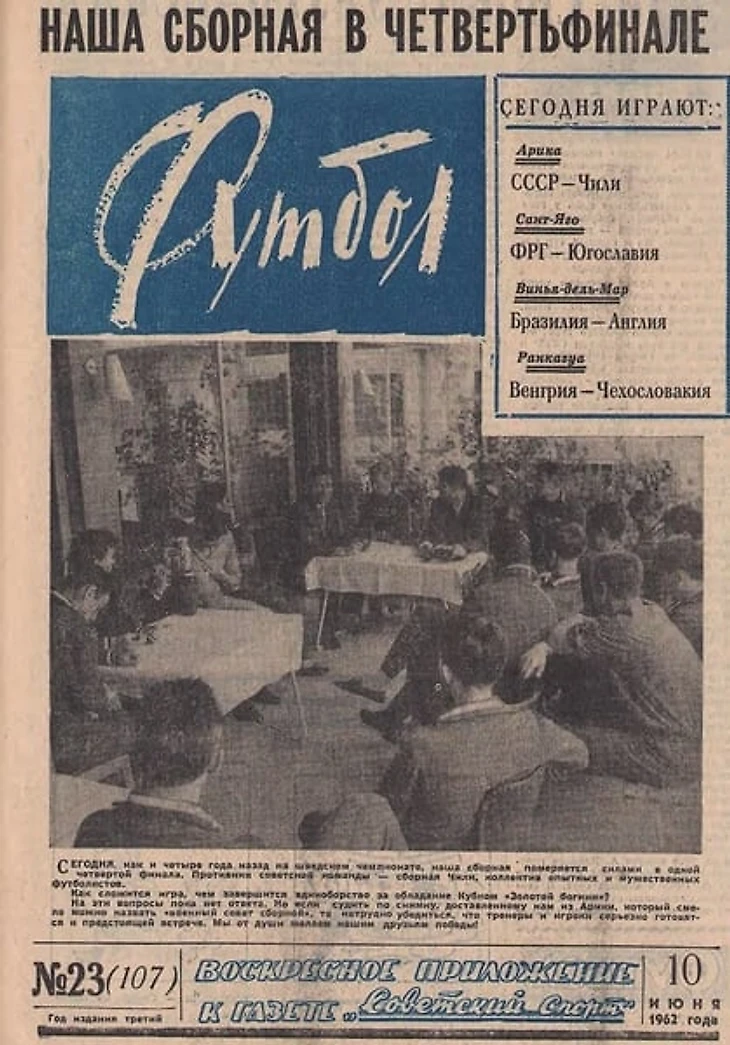 НАША СБОРНАЯ В ЧЕТВЕРТЬФИНАЛЕ
Футбол
СЕГОДНЯ ИГРАЮТ:
Арика
СССР – Чили
Сант-Яго
ФРГ – Югославия
Винья-дель-Мар
Бразилия – Англия
Ранкагуа
Венгрия – Чехословакия
СЕГОДНЯ, как и четыре года назад на шведском чемпионате, наша сборная померяется силами в одной
четвертой финала. Противник советской команды — сборная Чили, коллектив опытных и мужественных
футболистов.
Как сложится игра, чем завершится единоборство за обладание Кубком «Золотой богини»?
На эти вопросы пока нет ответа. Но если судить по снимку, доставленному нам из Арики, который сме-
ло можно назвать «военный совет сборной», то нетрудно убедиться, что тренеры и игроки серьезно готовят-
ся к предстоящей встрече. Мы от души желаем нашим друзьям победы!
№23 (107)
Год издания третий
ВОСКРЕСНОЕ ПРИЛОЖЕНИЕ
К ГАЗЕТЕ „Советский Спорт“
10
ИЮНЯ
1962 года